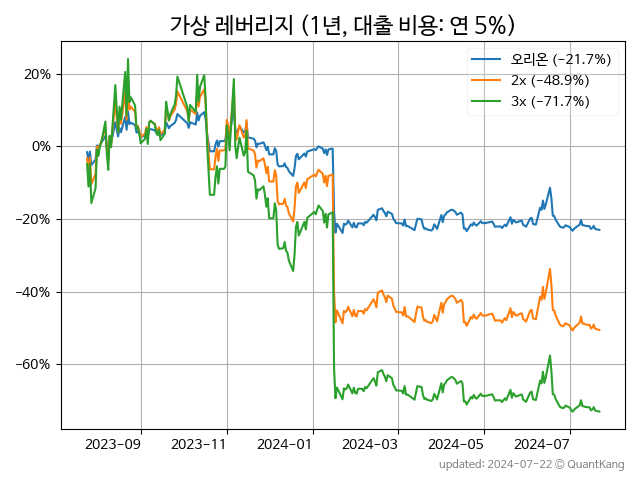 가상 레버리지 (1년, 대출 비용: 연 5%)
오리온 (−21.7%)
2x (−48.9%)
3x (−71.7%)
20%
0%
−20%
−40%
−60%
2023-09
2023-11
2024-01
2024-03
2024-05
2024-07
updated: 2024-07-22 © QuantKang